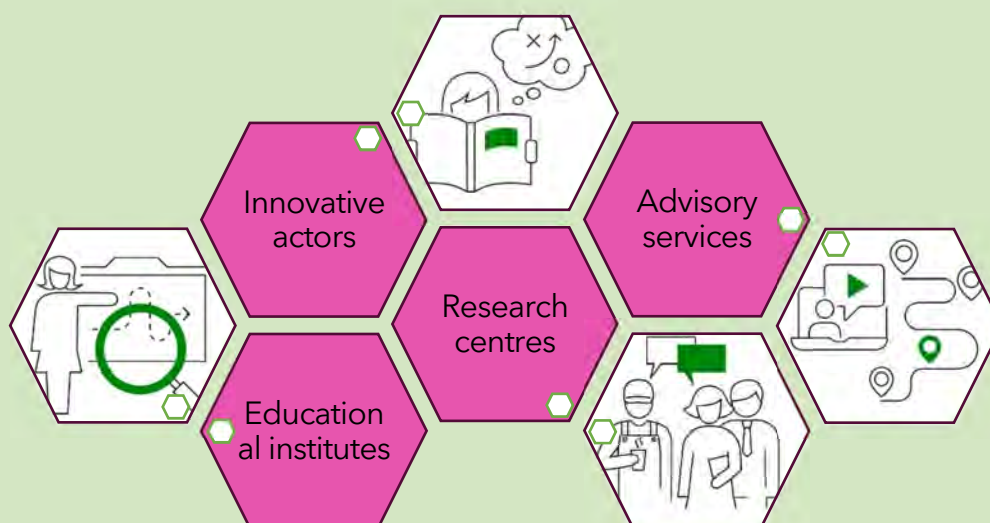 Innovative
actors
Advisory
services
Research
centres
Education
al institutes